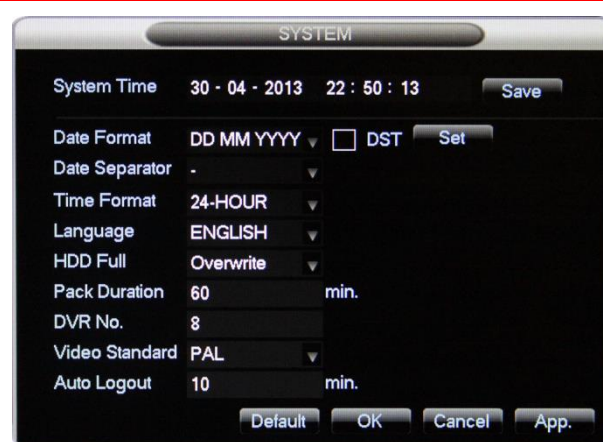 SYSTEM
System Time 30 - 04 - 2013 22 : 50 : 13 Save
Date Format DD MM YYYY DST Set
Date Separator -
Time Format 24-HOUR
Language ENGLISH
HDD Full Overwrite
Pack Duration 60 min.
DVR No. 8
Video Standard PAL
Auto Logout 10 min.
Default OK Cancel App.